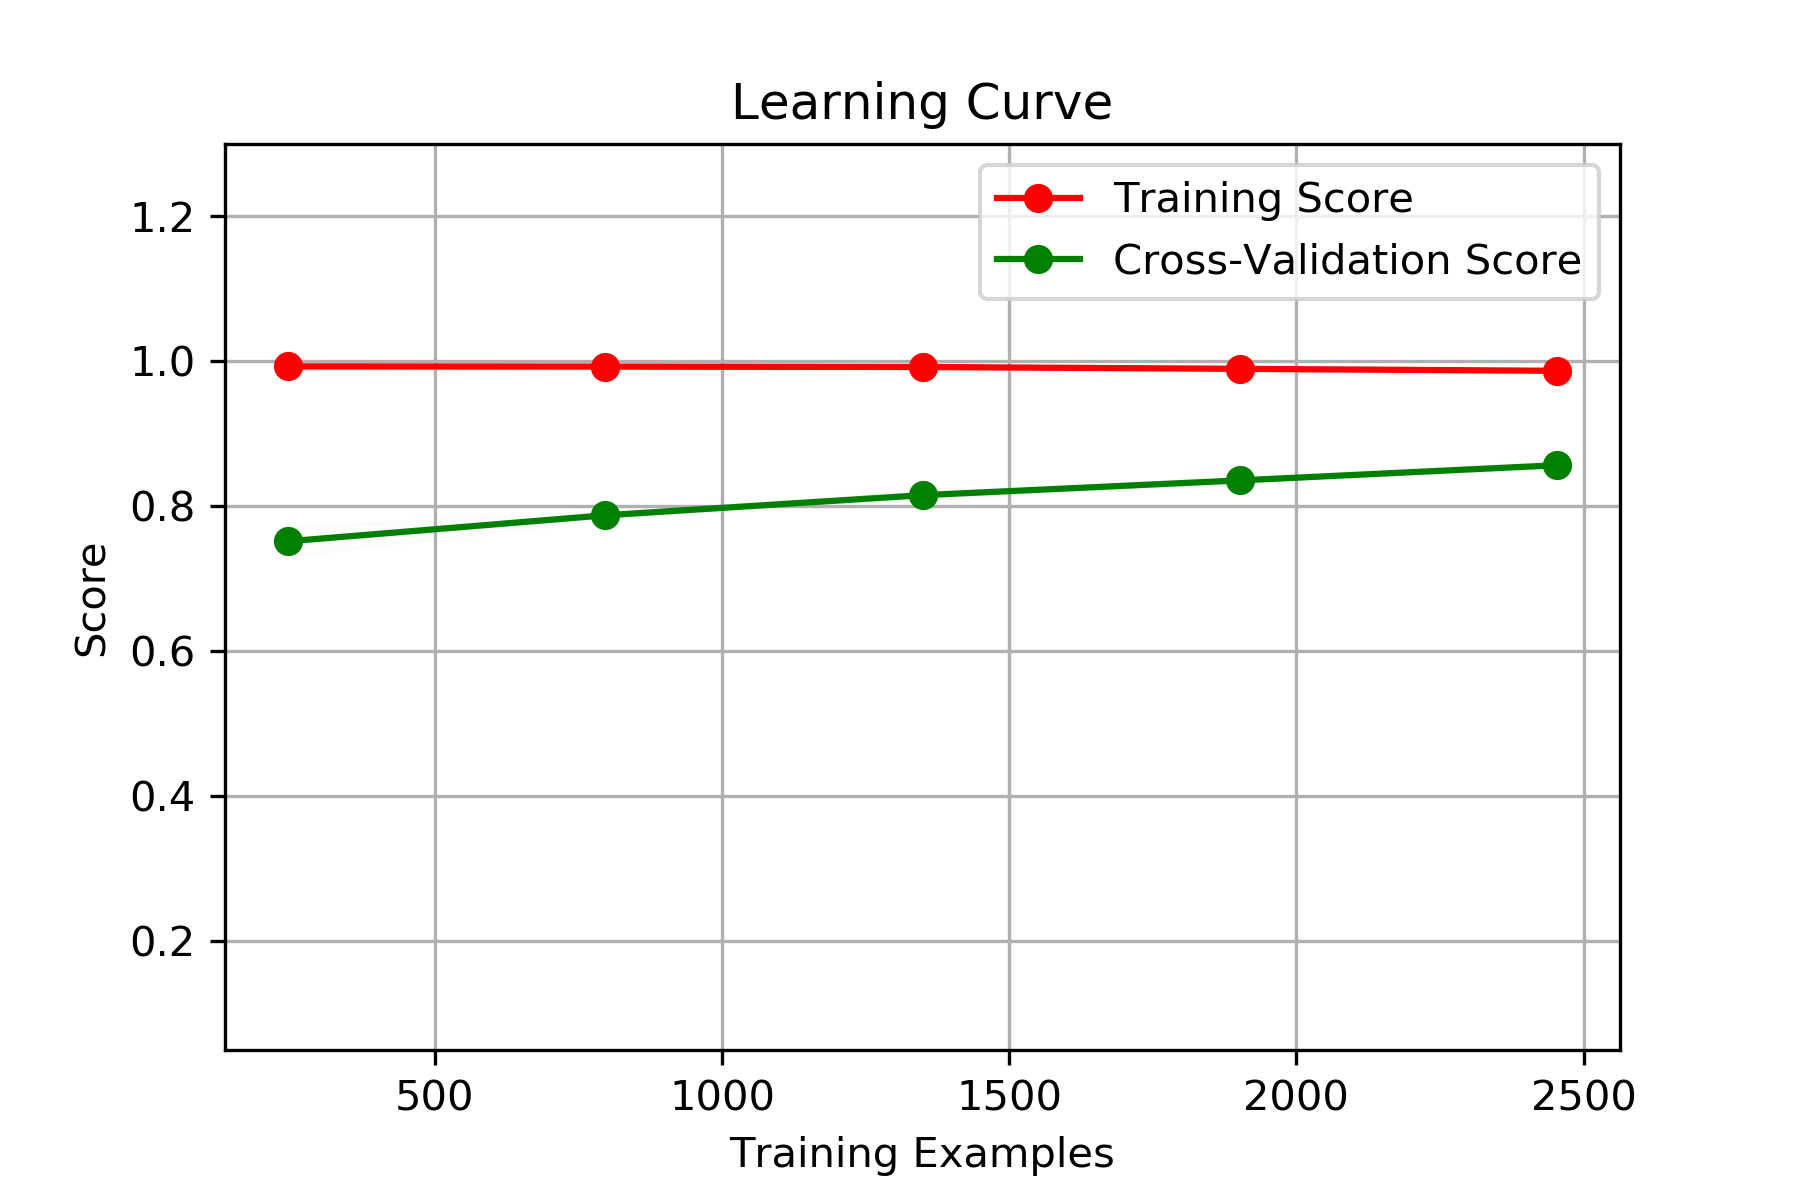 Learning Curve
Training Score
Cross-Validation Score
1.2
1.0
0.8
0.6
0.4
0.2
Score
500 1000 1500 2000 2500
Training Examples